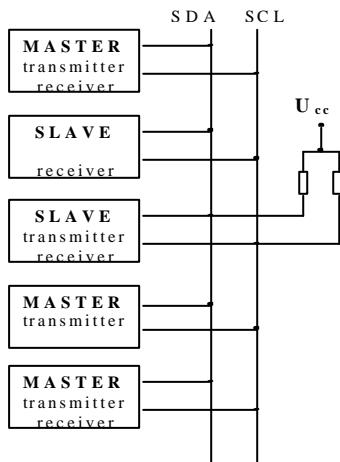 SDA SCL
MASTER
transmitter
receiver
SLAVE
receiver
Ucc
SLAVE
transmitter
receiver
MASTER
transmitter
MASTER
transmitter
receiver